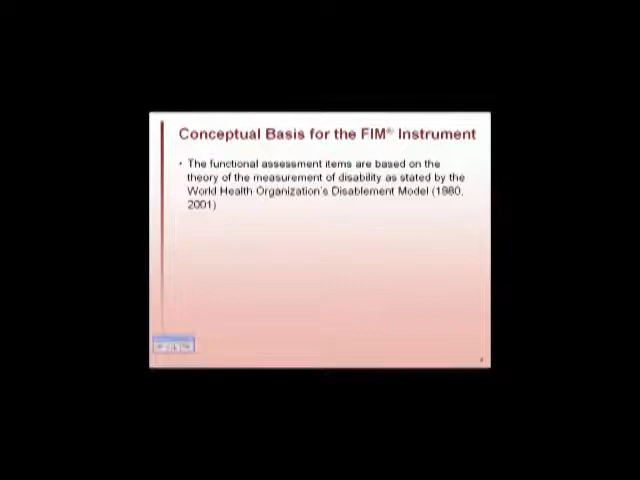 Conceptual Basis for the FIM® Instrument
• The functional assessment items are based on the
theory of the measurement of disability as stated by the
World Health Organization's Disablement Model (1980,
2001)